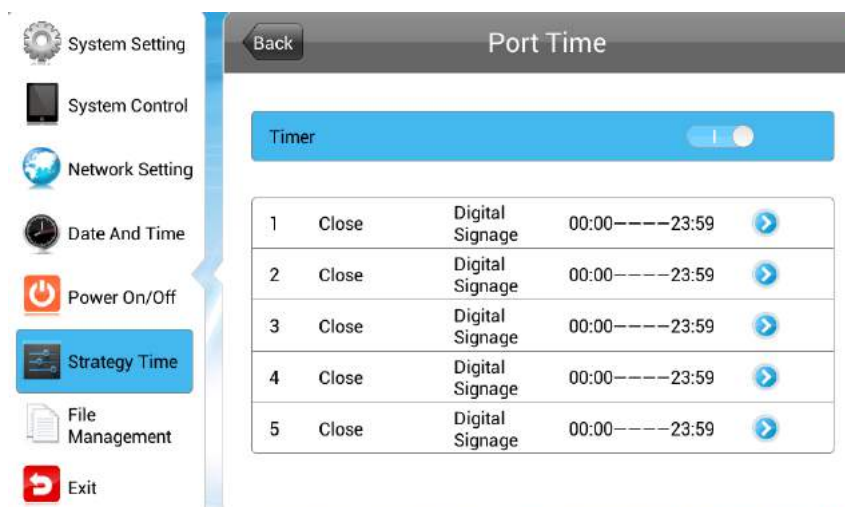 System Setting
System Control
Network Setting
Date And Time
Power On/Off
Strategy Time
File
Management
Exit
Back
Port Time
Timer
1 Close Digital Signage 00:00————23:59
2 Close Digital Signage 00:00————23:59
3 Close Digital Signage 00:00————23:59
4 Close Digital Signage 00:00————23:59
5 Close Digital Signage 00:00————23:59